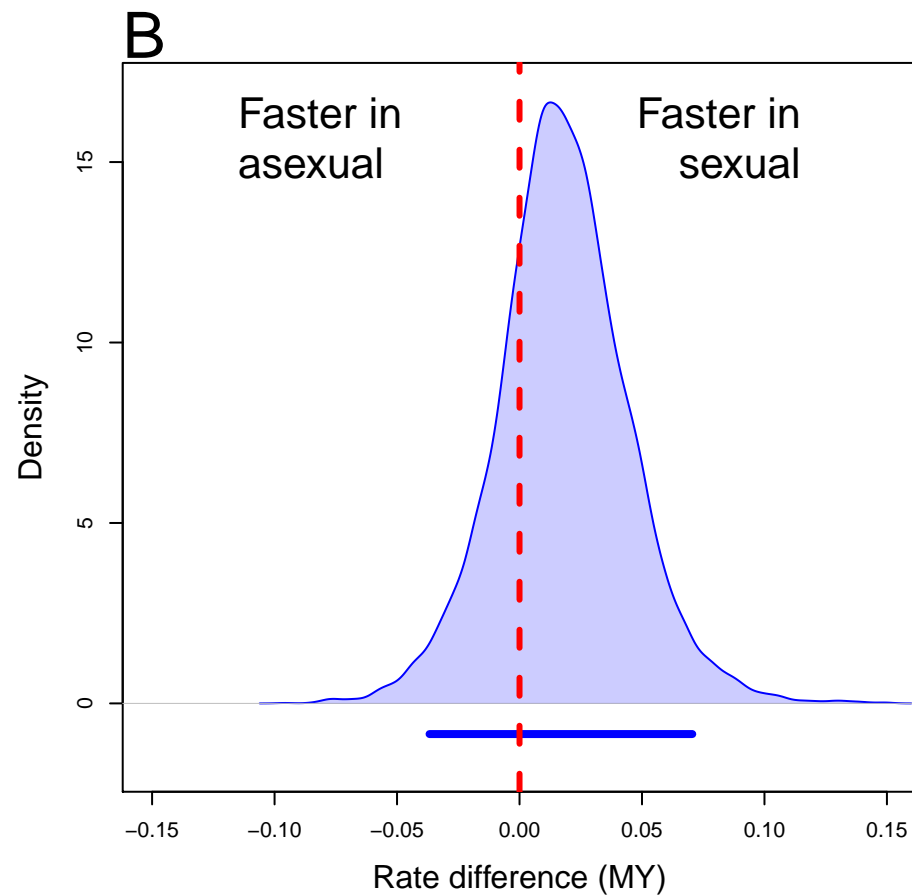 B
Faster in
asexual
Faster in
sexual
15
10
5
0
Density
−0.15
−0.10
−0.05
0.00
0.05
0.10
0.15
Rate difference (MY)